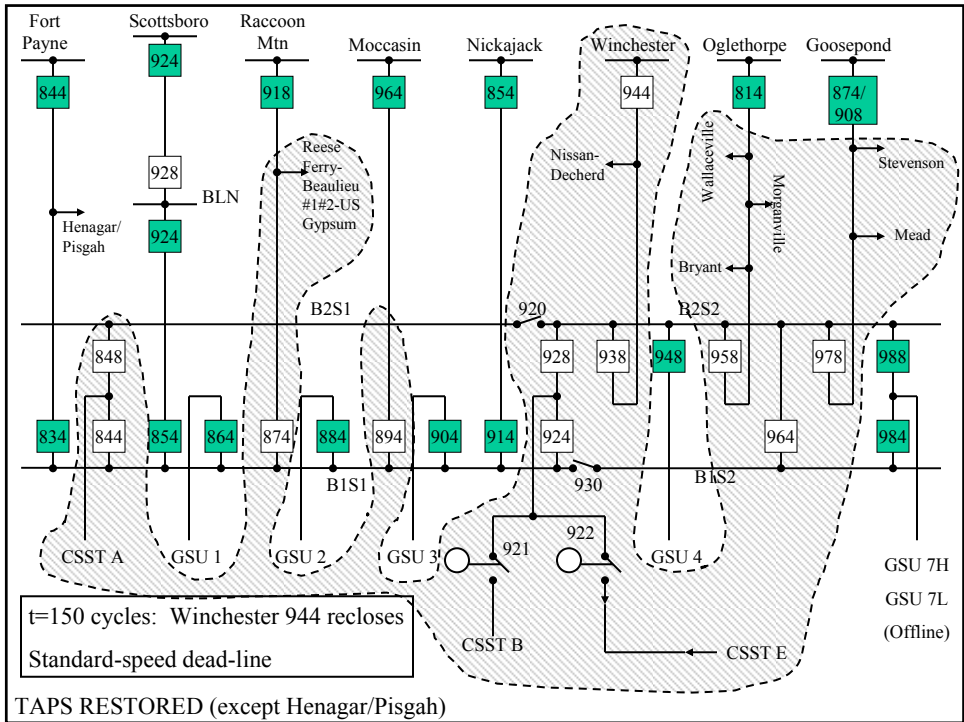 Fort
Payne
Scottsboro
Raccoon
Mtn
Moccasin
Nickajack
Winchester
Oglethorpe
Goosepond
844
924
918
964
854
944
814
874/
908
928
BLN
924
Henagar/
Pisgah
Reese
Ferry-
Beaulieu
#1#2-US
Gypsum
Nissan-
Decherd
Wallaceville
Morganville
Bryant
Stevenson
Mead
B2S1
920
B2S2
848
928
938
948
958
978
988
834
844
854
864
874
884
894
904
914
924
964
984
B1S1
930
B1S2
CSST A
GSU 1
GSU 2
GSU 3
921
922
GSU 4
GSU 7H
GSU 7L
(Offline)
CSST B
CSST E
t=150 cycles: Winchester 944 recloses
Standard-speed dead-line
TAPS RESTORED (except Henagar/Pisgah)